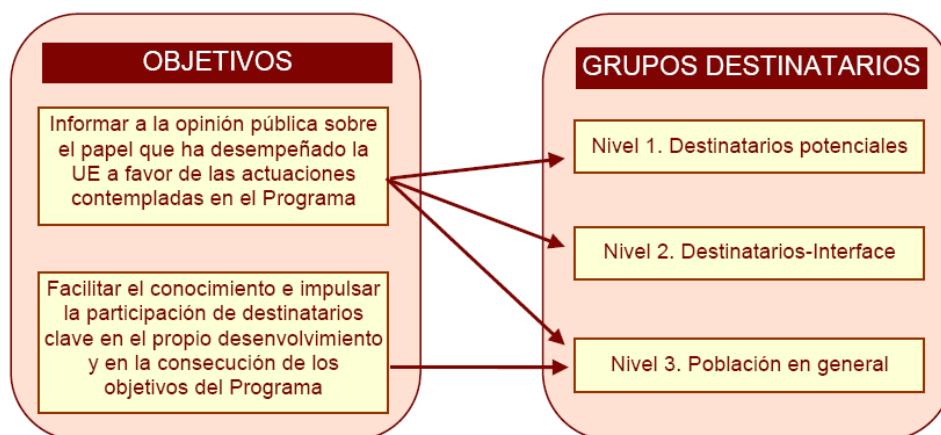 OBJETIVOS
Informar a la opinión pública sobre
el papel que ha desempeñado la
UE a favor de las actuaciones
contempladas en el Programa
Facilitar el conocimiento e impulsar
la participación de destinatarios
clave en el propio desenvolvimiento
y en la consecución de los
objetivos del Programa
GRUPOS DESTINATARIOS
Nivel 1. Destinatarios potenciales
Nivel 2. Destinatarios-Interface
Nivel 3. Población en general